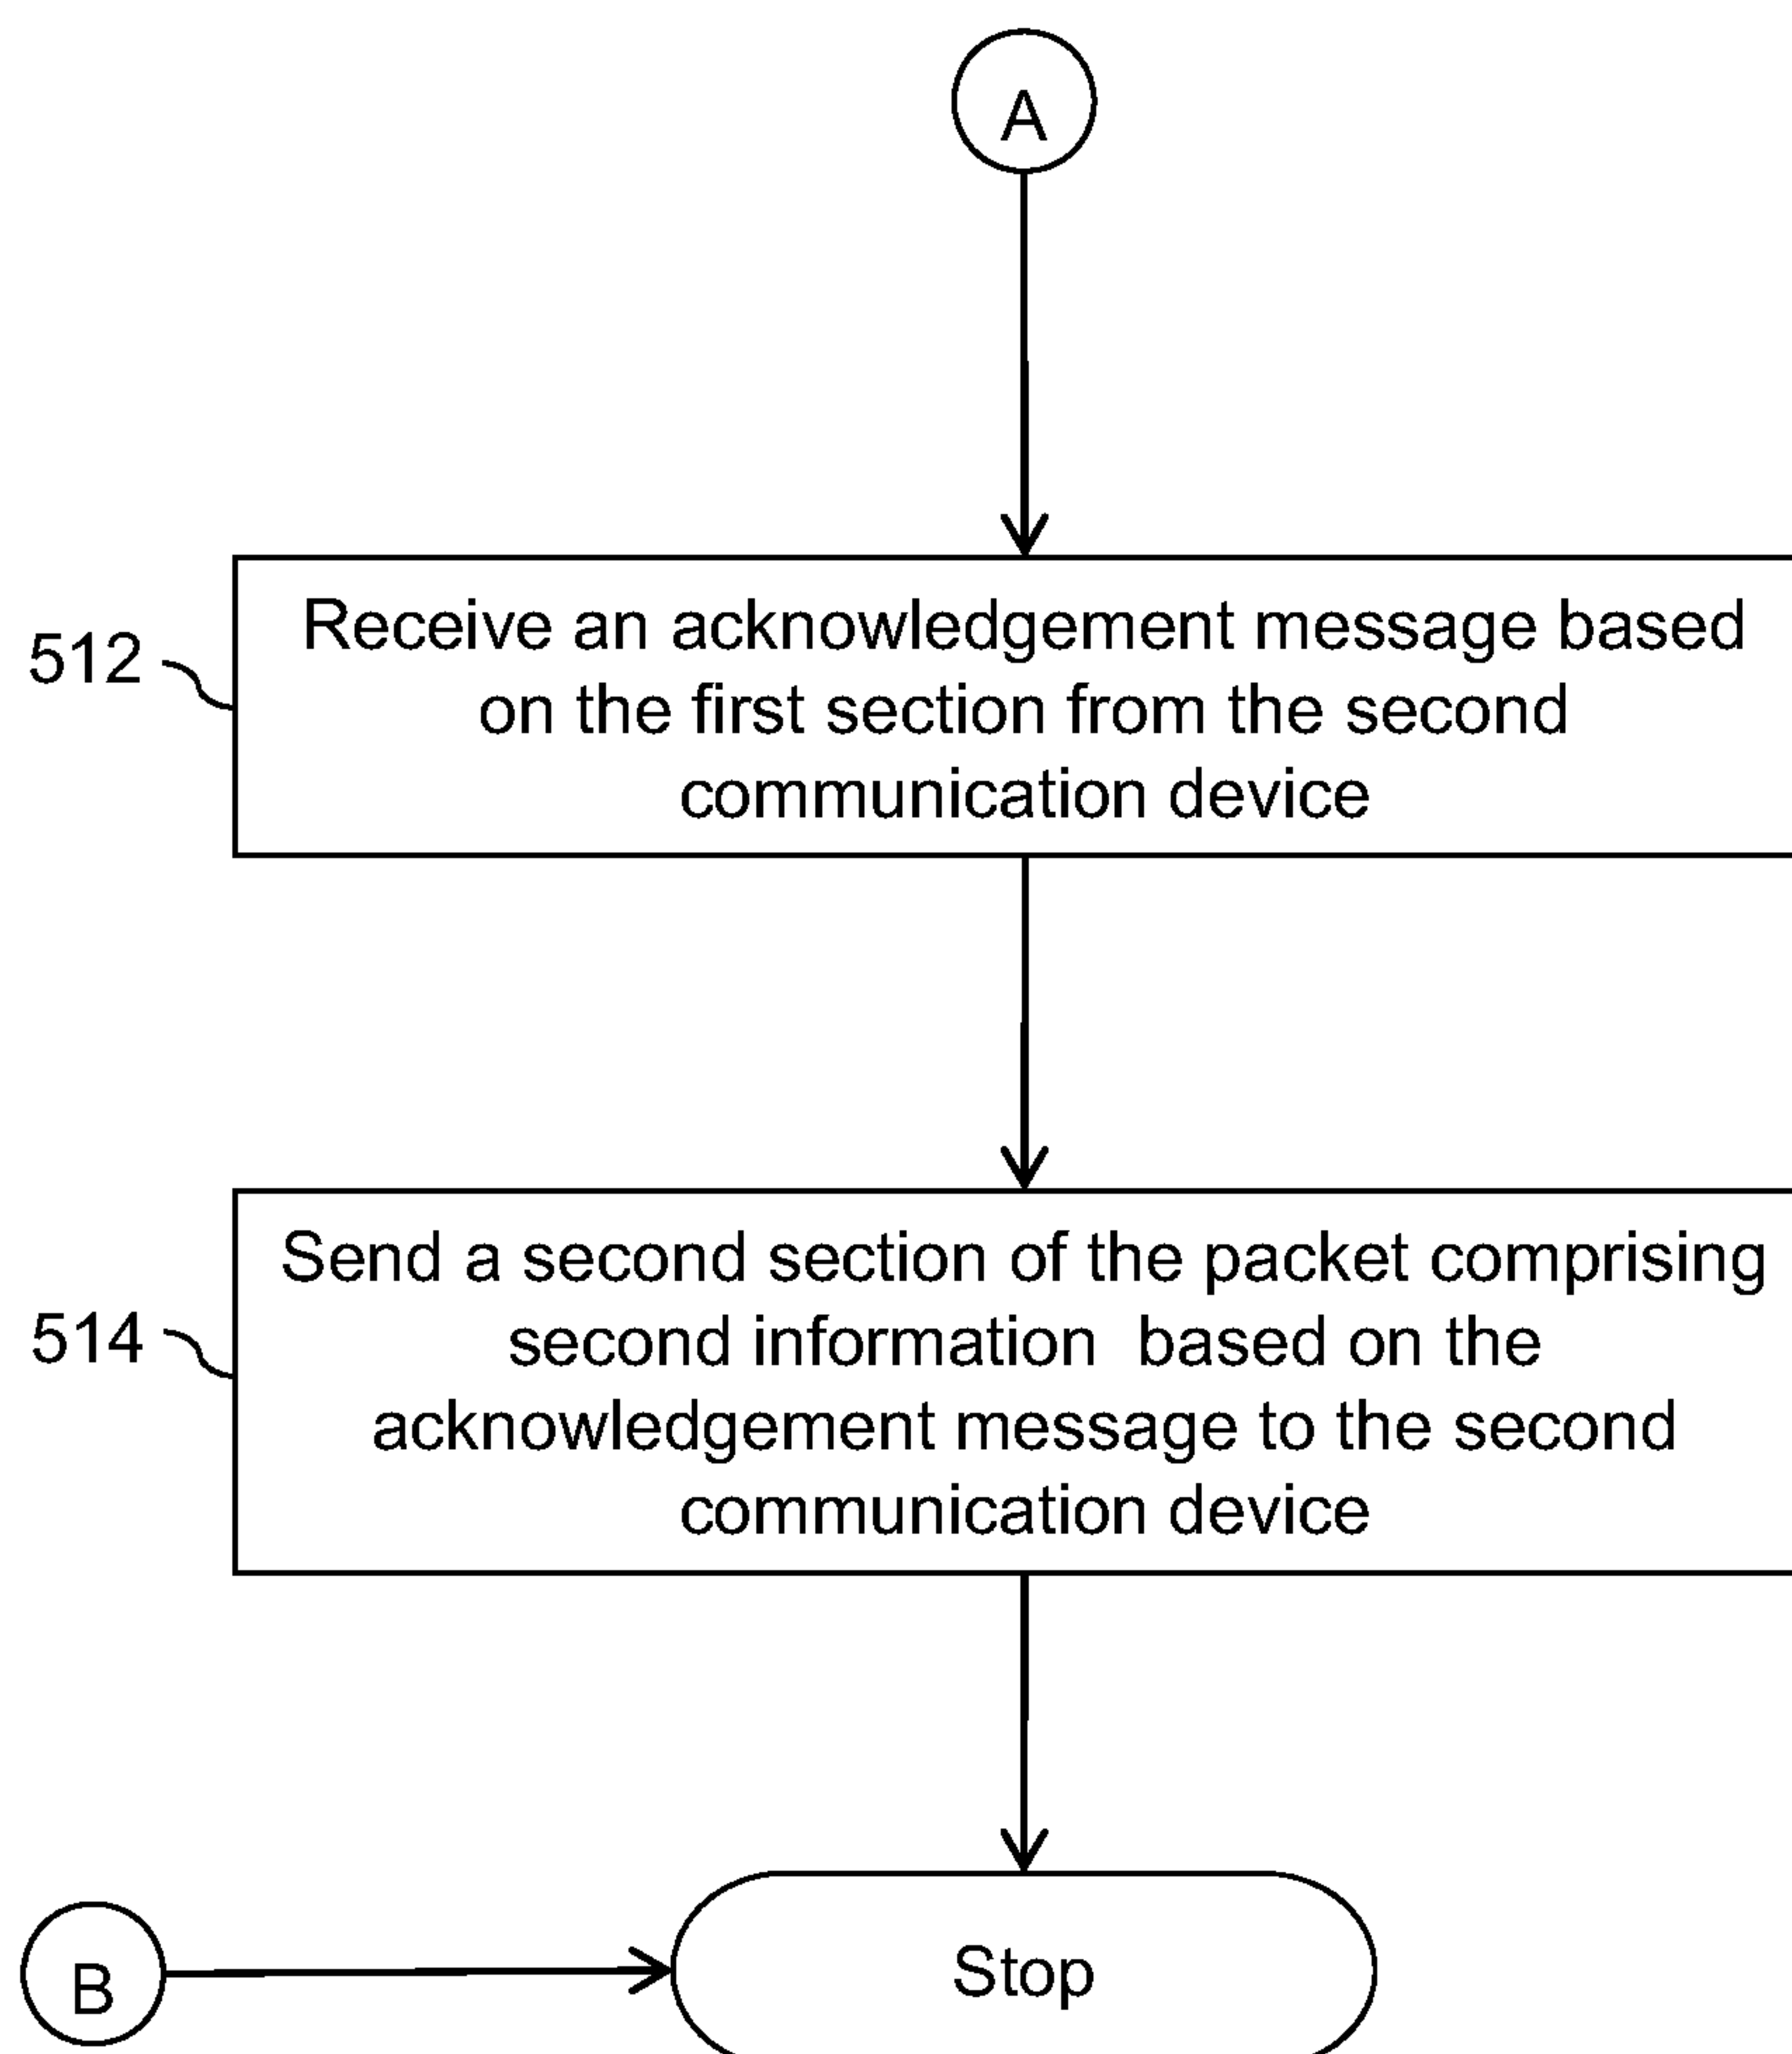 A
512
Receive an acknowledgement message based
on the first section from the second
communication device
514
Send a second section of the packet comprising
second information  based on the
acknowledgement message to the second
communication device
B
Stop